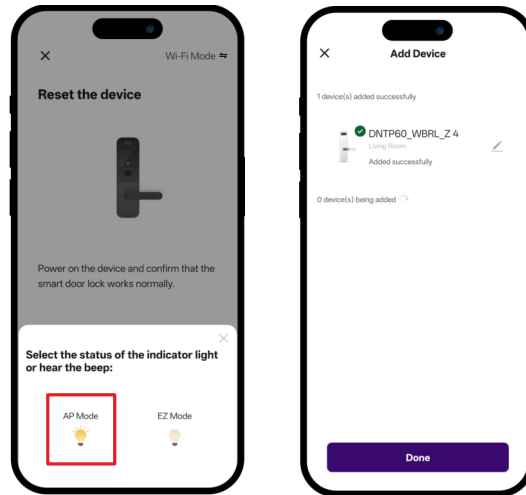 Wi-Fi Mode
Reset the device
Power on the device and confirm that the
smart door lock works normally.
Select the status of the indicator light
or hear the beep:
AP Mode
EZ Mode
Add Device
1 device(s) added successfully
DNTP60_WBRL_Z 4
Living Room
Added successfully
0 device(s) being added
Done